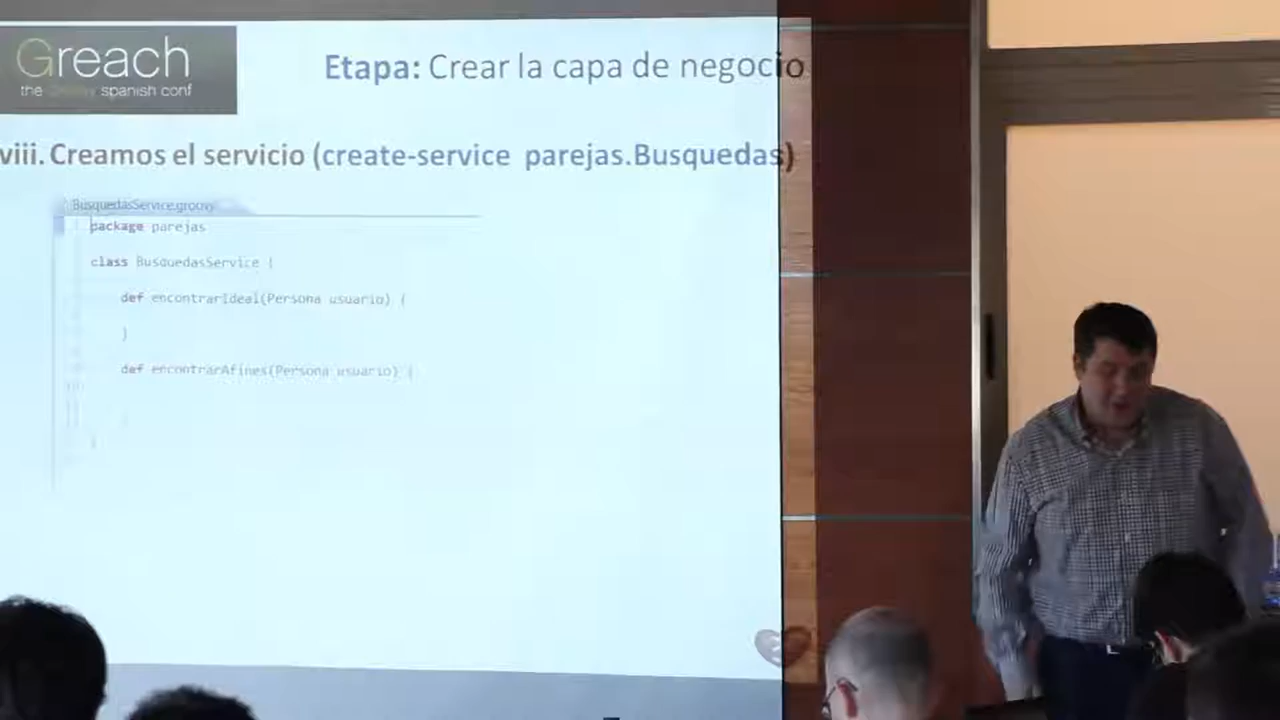 Greach
the Groovy spanish conf
Etapa: Crear la capa de negocio
viii. Creamos el servicio (create-service parejas.Busquedas)
BusquedasService.groovy
package parejas
class BusquedasService {
def encontrarIdeal(Persona usuario) {
}
def encontrarAfines(Persona usuario) {
}
}